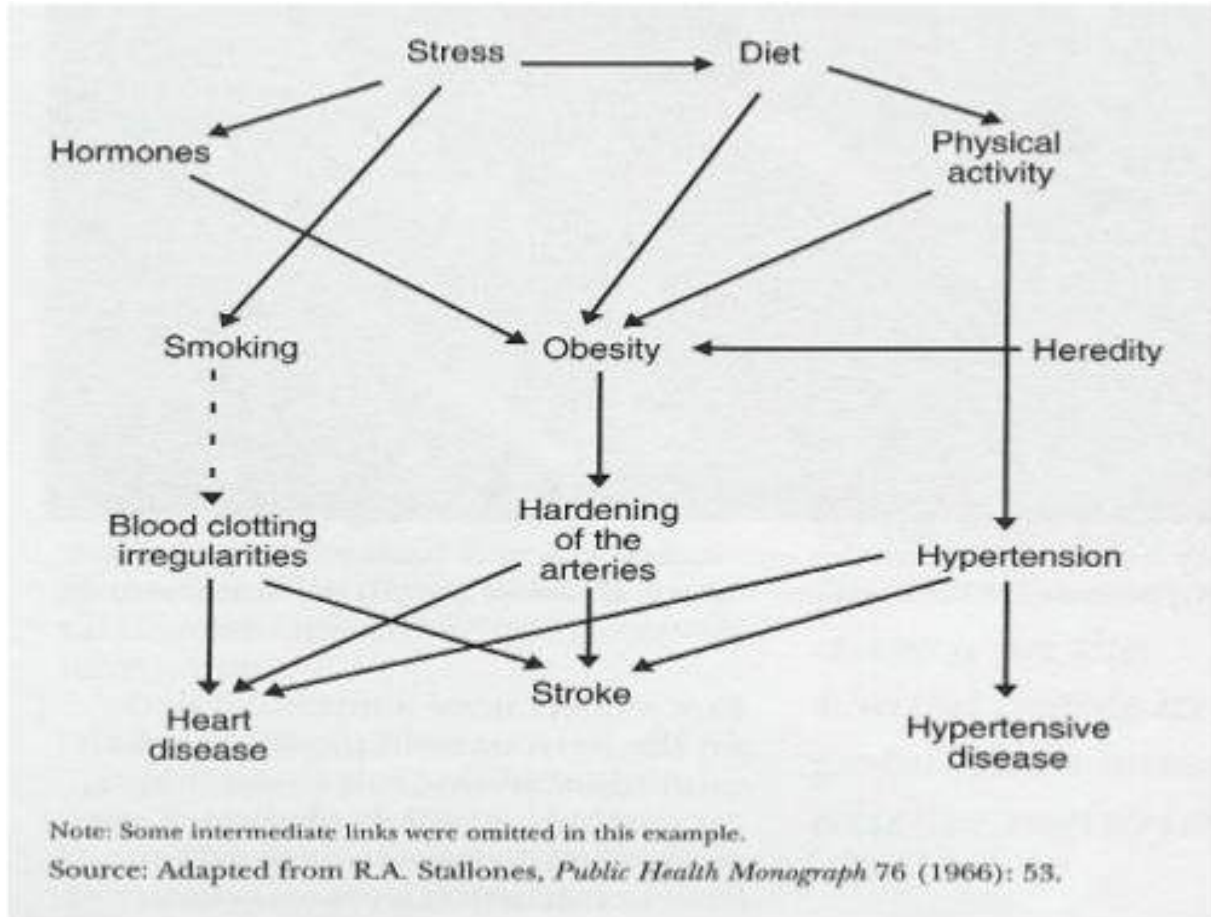 Stress
Diet
Hormones
Physical
activity
Smoking
Obesity
Heredity
Blood clotting
irregularities
Hardening
of the
arteries
Hypertension
Heart
disease
Stroke
Hypertensive
disease
Note: Some intermediate links were omitted in this example.
Source: Adapted from R.A. Stallones, Public Health Monograph 76 (1966): 53.